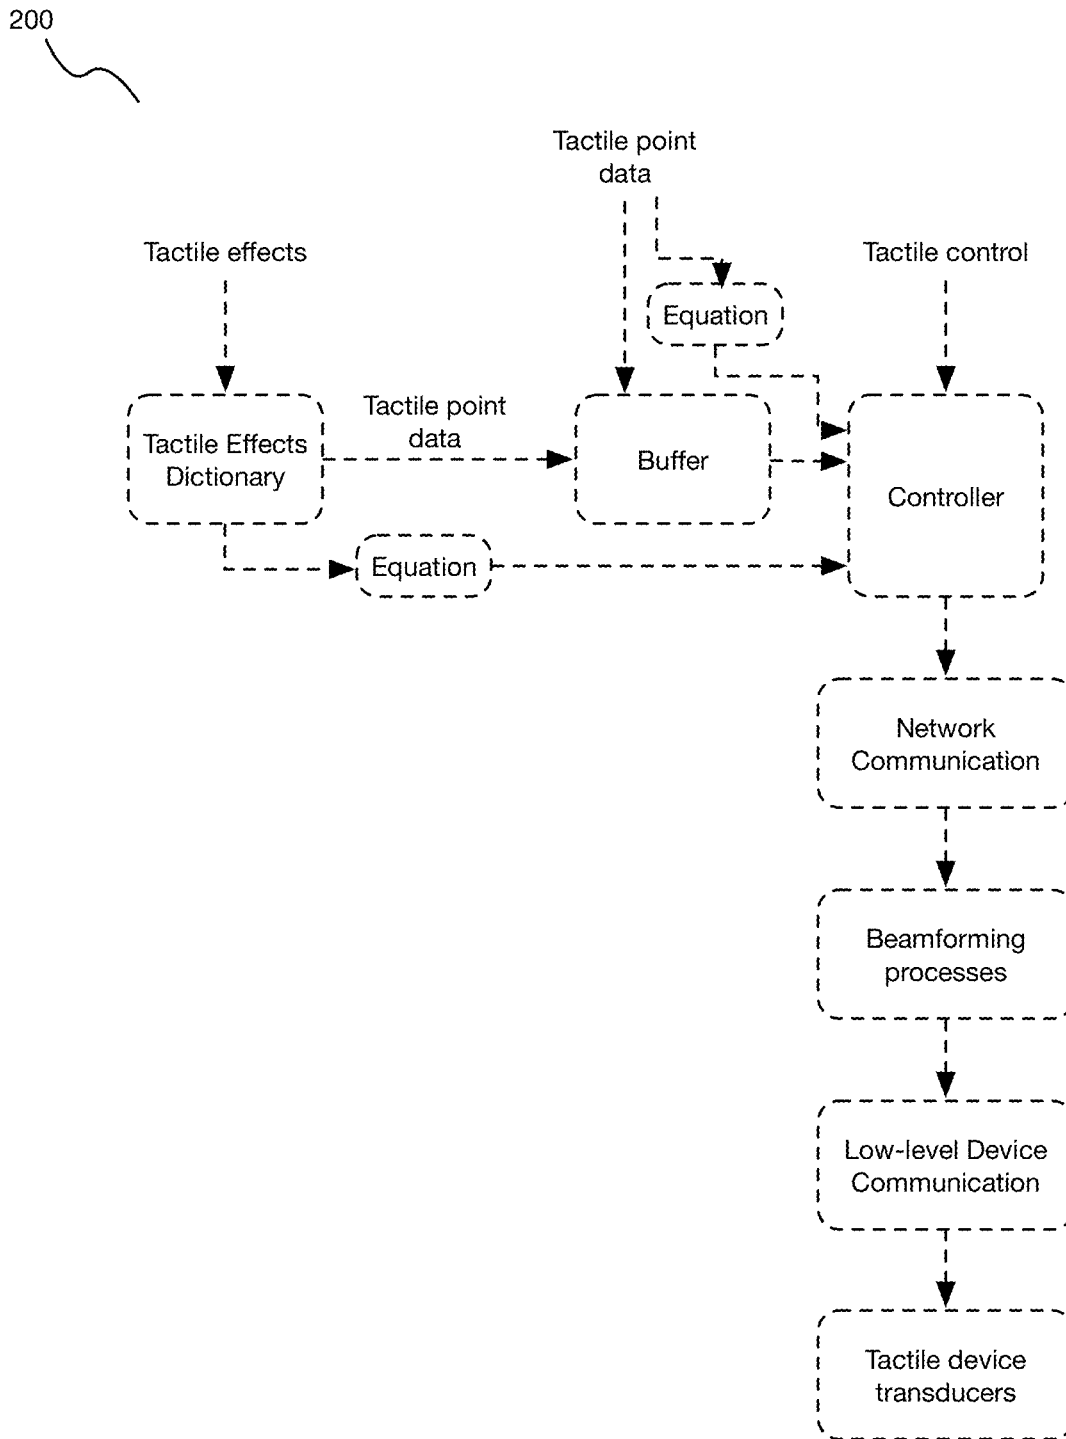 200
Tactile point
data
Tactile effects
Tactile control
Equation
Tactile point
data
Tactile Effects
Dictionary
Buffer
Controller
Equation
Network
Communication
Beamforming
processes
Low-level Device
Communication
Tactile device
transducers